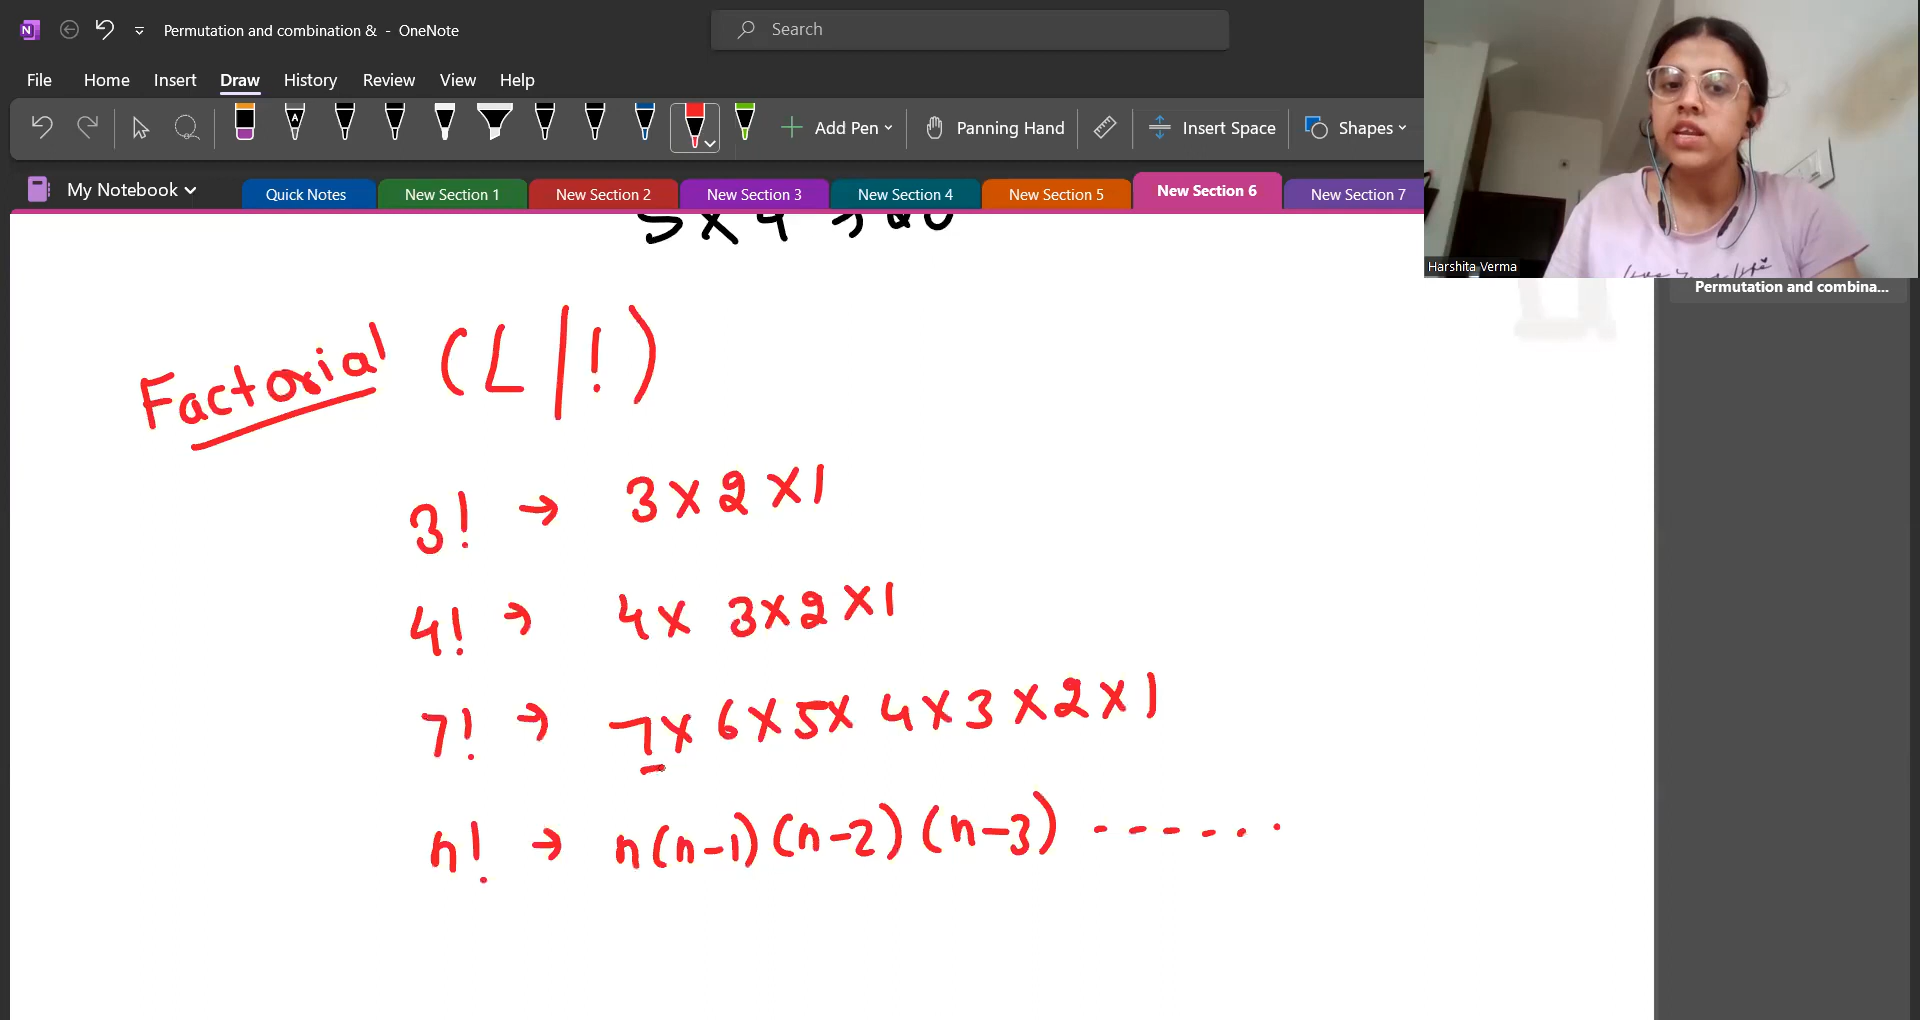 Permutation and combination & - OneNote
Search
File Home Insert Draw History Review View Help
Add Pen Panning Hand Insert Space Shapes
My Notebook Quick Notes New Section 1 New Section 2 New Section 3 New Section 4 New Section 5 New Section 6 New Section 7
Harshita Verma
Permutation and combina...
5 × 4 → 20
Factorial (L/!)
3! → 3 × 2 × 1
4! → 4 × 3 × 2 × 1
7! → 7 × 6 × 5 × 4 × 3 × 2 × 1
n! → n(n-1)(n-2)(n-3) ------